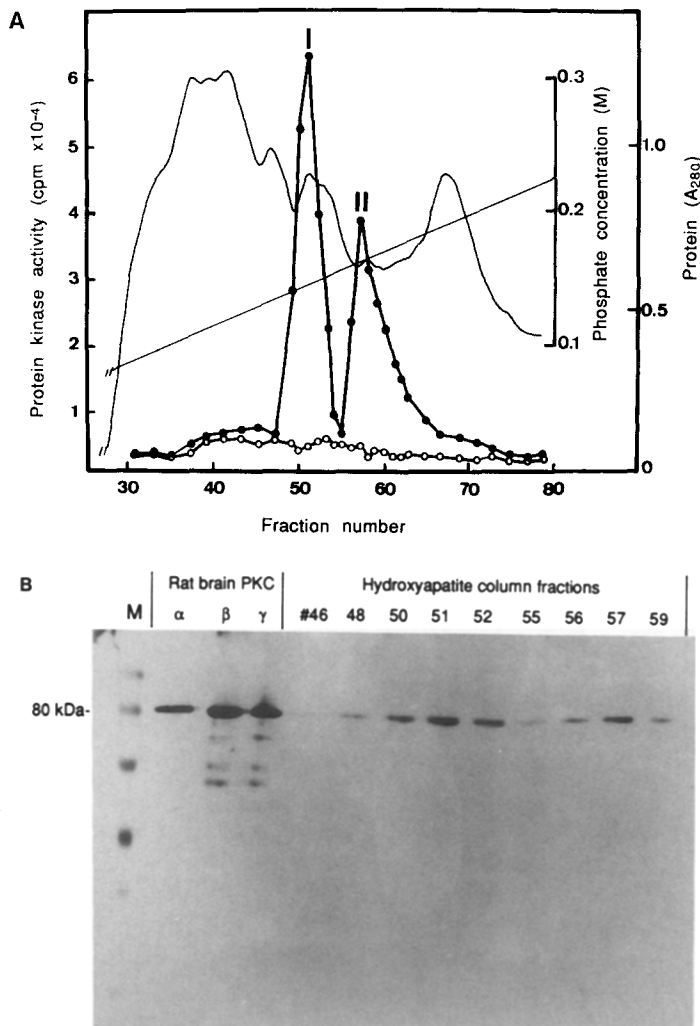 A
I
II
Protein kinase activity (cpm x10-4)
6
5
4
3
2
1
Phosphate concentration (M)
0.3
0.2
0.1
Protein (A280)
1.0
0.5
0
30 40 50 60 70 80
Fraction number
B
Rat brain PKC
Hydroxyapatite column fractions
M α β γ #46 48 50 51 52 55 56 57 59
80 kDa-